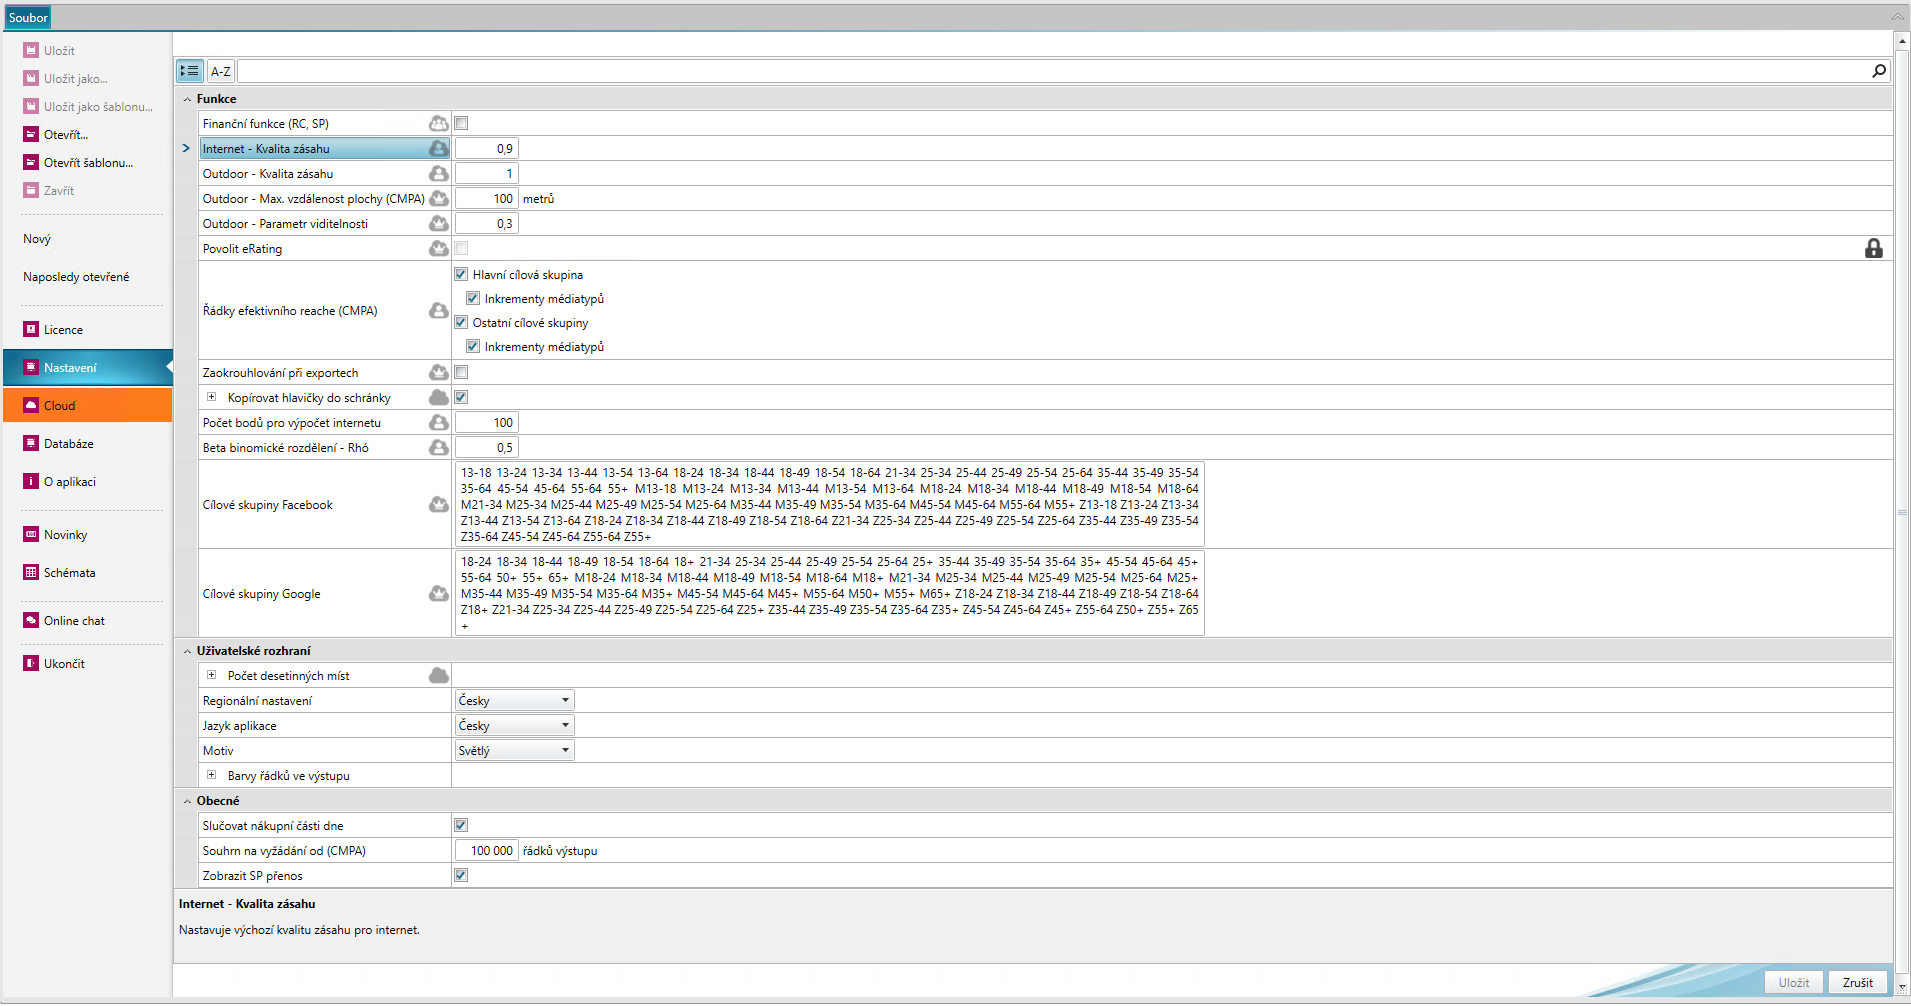 Soubor
Uložit
Uložit jako...
Uložit jako šablonu...
Otevřít...
Otevřít šablonu...
Zavřít
Nový
Naposledy otevřené
Licence
Nastavení
Cloud
Databáze
O aplikaci
Novinky
Schémata
Online chat
Ukončit
A-Z
Funkce
Finanční funkce (RC, SP)
Internet - Kvalita zásahu 0,9
Outdoor - Kvalita zásahu 1
Outdoor - Max. vzdálenost plochy (CMPA) 100 metrů
Outdoor - Parametr viditelnosti 0,3
Povolit eRating
Řádky efektivního reache (CMPA)
Hlavní cílová skupina
Inkrementy médiatypů
Ostatní cílové skupiny
Inkrementy médiatypů
Zaokrouhlování při exportech
Kopírovat hlavičky do schránky
Počet bodů pro výpočet internetu 100
Beta binomické rozdělení - Rhó 0,5
Cílové skupiny Facebook
13-18 13-24 13-34 13-44 13-54 13-64 18-24 18-34 18-44 18-49 18-54 18-64 21-34 25-34 25-44 25-49 25-54 25-64 35-44 35-49 35-54
35-64 45-54 45-64 55-64 55+ M13-18 M13-24 M13-34 M13-44 M13-54 M13-64 M18-24 M18-34 M18-44 M18-49 M18-54 M18-64
M21-34 M25-34 M25-44 M25-49 M25-54 M25-64 M35-44 M35-49 M35-54 M35-64 M45-54 M45-64 M55-64 M55+ Z13-18 Z13-24 Z13-34
Z13-44 Z13-54 Z13-64 Z18-24 Z18-34 Z18-44 Z18-49 Z18-54 Z18-64 Z21-34 Z25-34 Z25-44 Z25-49 Z25-54 Z25-64 Z35-44 Z35-49 Z35-54
Z35-64 Z45-54 Z45-64 Z55-64 Z55+
Cílové skupiny Google
18-24 18-34 18-44 18-49 18-54 18-64 18+ 21-34 25-34 25-44 25-49 25-54 25-64 25+ 35-44 35-49 35-54 35-64 35+ 45-54 45-64 45+
55-64 50+ 55+ 65+ M18-24 M18-34 M18-44 M18-49 M18-54 M18-64 M18+ M21-34 M25-34 M25-44 M25-49 M25-54 M25-64 M25+
M35-44 M35-49 M35-54 M35-64 M35+ M45-54 M45-64 M45+ M55-64 M50+ M55+ M65+ Z18-24 Z18-34 Z18-44 Z18-49 Z18-54 Z18-64
Z18+ Z21-34 Z25-34 Z25-44 Z25-49 Z25-54 Z25-64 Z25+ Z35-44 Z35-49 Z35-54 Z35-64 Z35+ Z45-54 Z45-64 Z45+ Z55-64 Z50+ Z55+ Z65
+
Uživatelské rozhraní
Počet desetinných míst
Regionální nastavení Česky
Jazyk aplikace Česky
Motiv Světlý
Barvy řádků ve výstupu
Obecné
Slučovat nákupní části dne
Souhrn na vyžádání od (CMPA) 100 000 řádků výstupu
Zobrazit SP přenos
Internet - Kvalita zásahu
Nastavuje výchozí kvalitu zásahu pro internet.
Uložit Zrušit